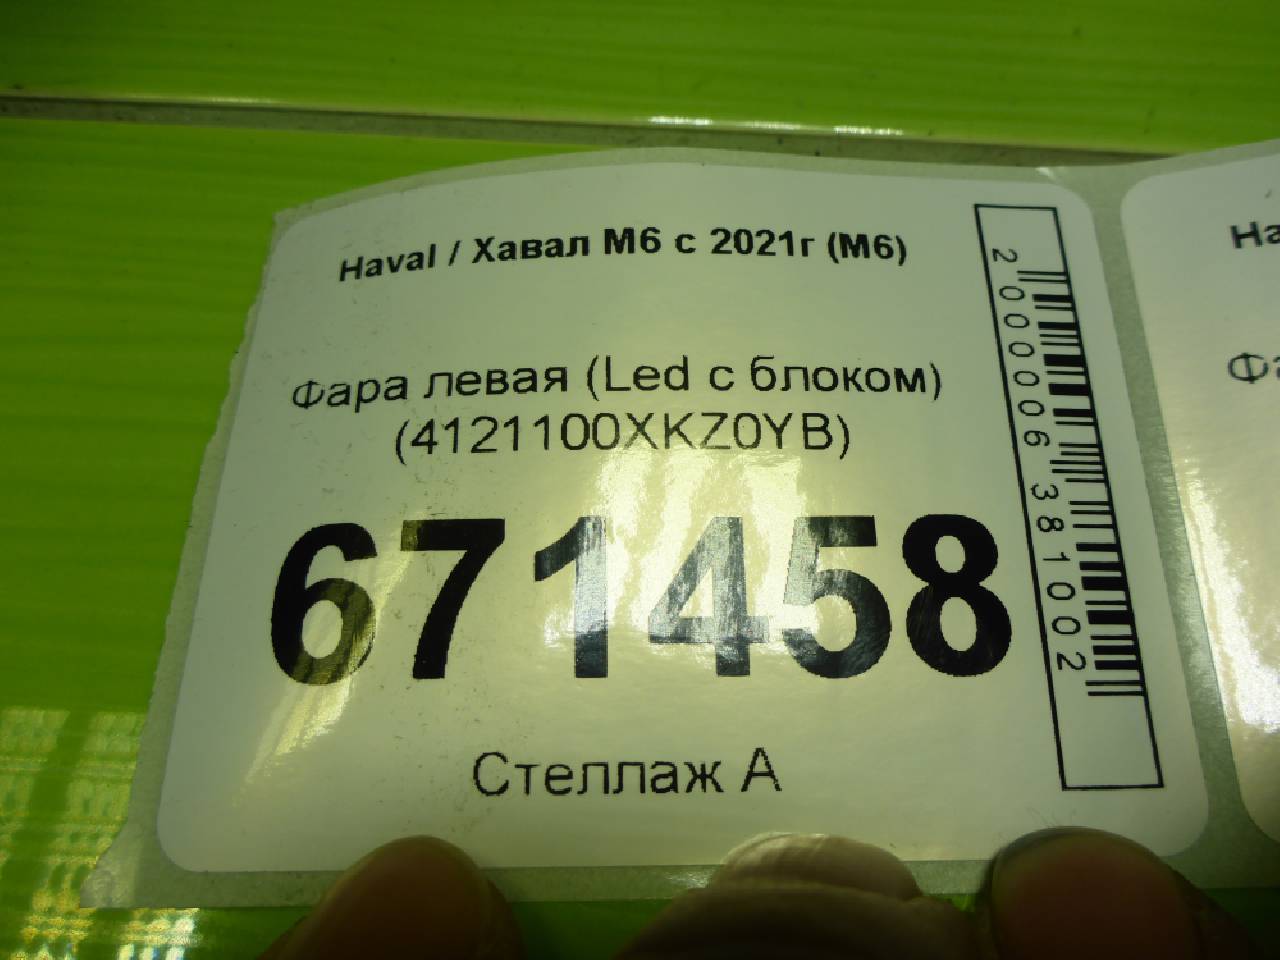 Haval / Хавал М6 с 2021г (М6)
Фара левая (Led с блоком)
(4121100XKZ0YB)
671458
Стеллаж А
2000006381002
На
Фа